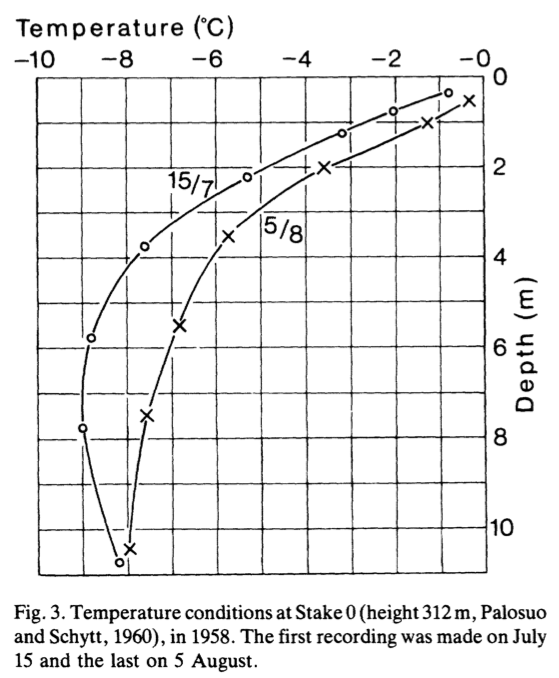 Temperature (°C)
−10 −8 −6 −4 −2 −0
0
2
4
6
8
10
Depth (m)
15/7
5/8
Fig. 3. Temperature conditions at Stake 0 (height 312 m, Palosuo
and Schytt, 1960), in 1958. The first recording was made on July
15 and the last on 5 August.